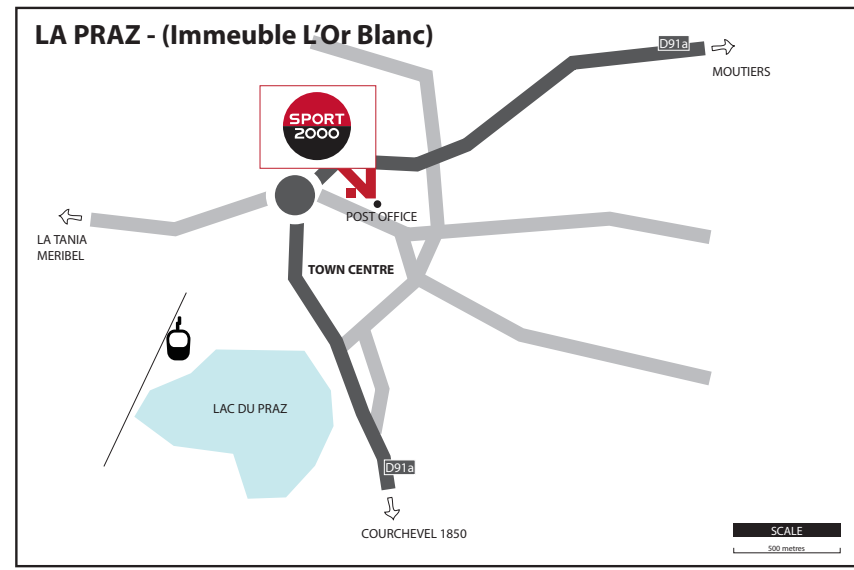 LA PRAZ - (Immeuble L'Or Blanc)
D91a
MOUTIERS
SPORT
2000
POST OFFICE
LA TANIA
MERIBEL
TOWN CENTRE
LAC DU PRAZ
D91a
COURCHEVEL 1850
SCALE
500 metres